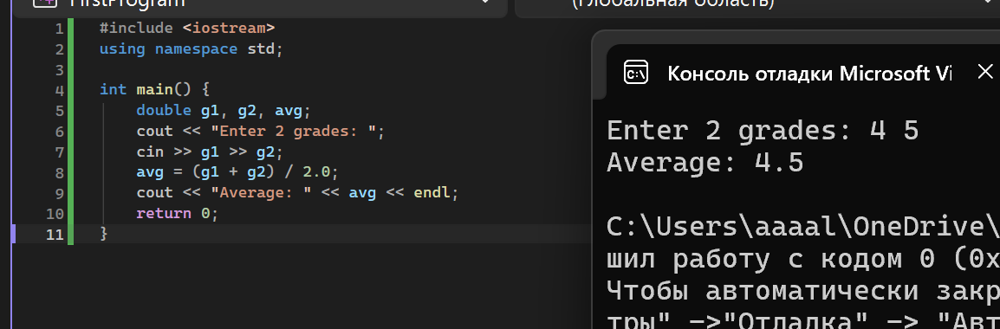 FirstProgram
(Глобальная область)
1 #include <iostream>
2 using namespace std;
3
4 int main() {
5 double g1, g2, avg;
6 cout << "Enter 2 grades: ";
7 cin >> g1 >> g2;
8 avg = (g1 + g2) / 2.0;
9 cout << "Average: " << avg << endl;
10 return 0;
11 }
Консоль отладки Microsoft Vi
Enter 2 grades: 4 5
Average: 4.5
C:\Users\aaaal\OneDrive\
шил работу с кодом 0 (0x
Чтобы автоматически закр
тры" ->"Отладка" -> "Авт